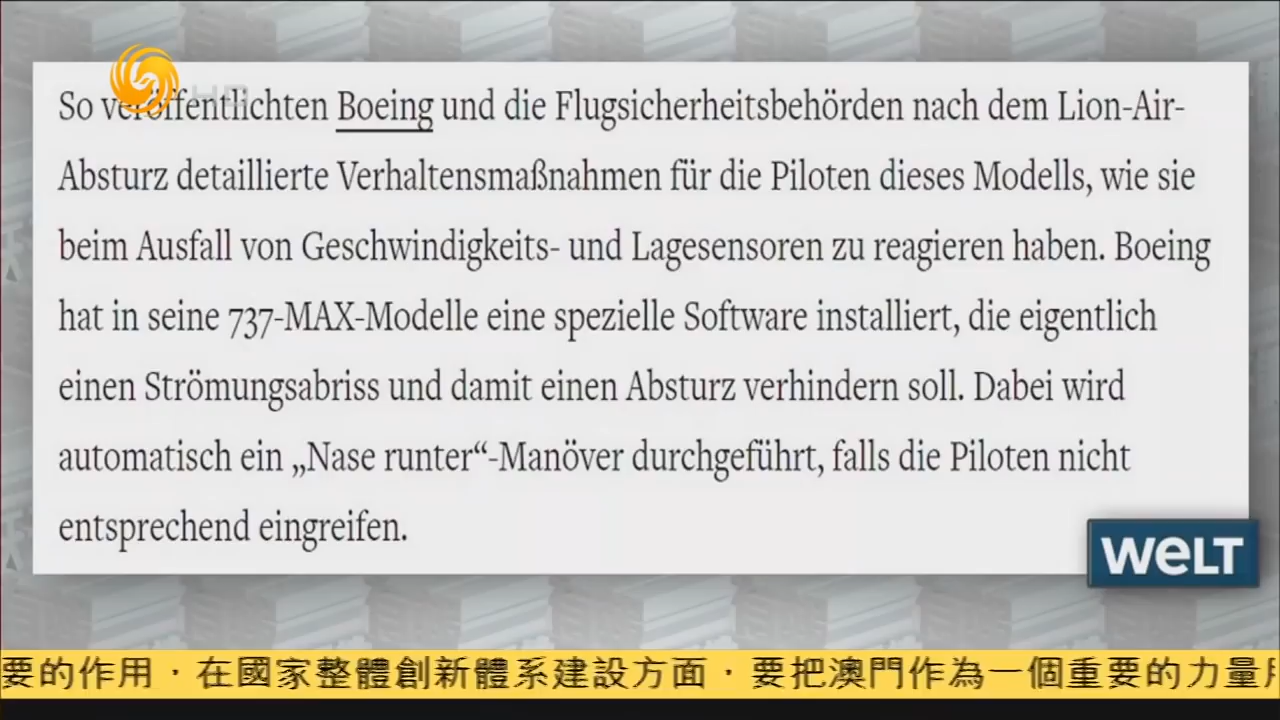 So veröffentlichten Boeing und die Flugsicherheitsbehörden nach dem Lion-Air-
Absturz detaillierte Verhaltensmaßnahmen für die Piloten dieses Modells, wie sie
beim Ausfall von Geschwindigkeits- und Lagesensoren zu reagieren haben. Boeing
hat in seine 737-MAX-Modelle eine spezielle Software installiert, die eigentlich
einen Strömungsabriss und damit einen Absturz verhindern soll. Dabei wird
automatisch ein „Nase runter“-Manöver durchgeführt, falls die Piloten nicht
entsprechend eingreifen.
HD
WELT
要的作用，在國家整體創新體系建設方面，要把澳門作為一個重要的力量